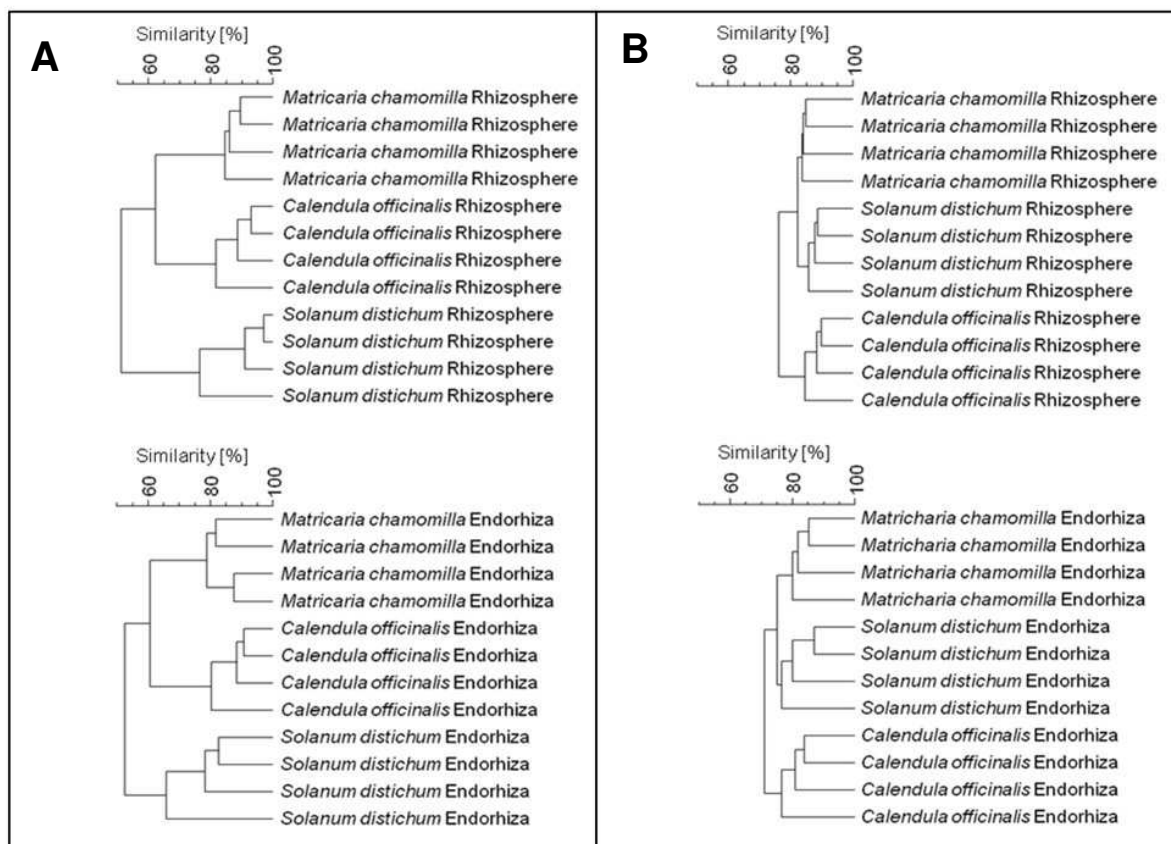 A
Similarity [%]
60 80 100
Matricaria chamomilla Rhizosphere
Matricaria chamomilla Rhizosphere
Matricaria chamomilla Rhizosphere
Matricaria chamomilla Rhizosphere
Calendula officinalis Rhizosphere
Calendula officinalis Rhizosphere
Calendula officinalis Rhizosphere
Calendula officinalis Rhizosphere
Solanum distichum Rhizosphere
Solanum distichum Rhizosphere
Solanum distichum Rhizosphere
Solanum distichum Rhizosphere
Similarity [%]
60 80 100
Matricaria chamomilla Endorhiza
Matricaria chamomilla Endorhiza
Matricaria chamomilla Endorhiza
Matricaria chamomilla Endorhiza
Calendula officinalis Endorhiza
Calendula officinalis Endorhiza
Calendula officinalis Endorhiza
Calendula officinalis Endorhiza
Solanum distichum Endorhiza
Solanum distichum Endorhiza
Solanum distichum Endorhiza
Solanum distichum Endorhiza
B
Similarity [%]
60 80 100
Matricaria chamomilla Rhizosphere
Matricaria chamomilla Rhizosphere
Matricaria chamomilla Rhizosphere
Matricaria chamomilla Rhizosphere
Solanum distichum Rhizosphere
Solanum distichum Rhizosphere
Solanum distichum Rhizosphere
Solanum distichum Rhizosphere
Calendula officinalis Rhizosphere
Calendula officinalis Rhizosphere
Calendula officinalis Rhizosphere
Calendula officinalis Rhizosphere
Similarity [%]
60 80 100
Matricharia chamomilla Endorhiza
Matricharia chamomilla Endorhiza
Matricharia chamomilla Endorhiza
Matricharia chamomilla Endorhiza
Solanum distichum Endorhiza
Solanum distichum Endorhiza
Solanum distichum Endorhiza
Solanum distichum Endorhiza
Calendula officinalis Endorhiza
Calendula officinalis Endorhiza
Calendula officinalis Endorhiza
Calendula officinalis Endorhiza